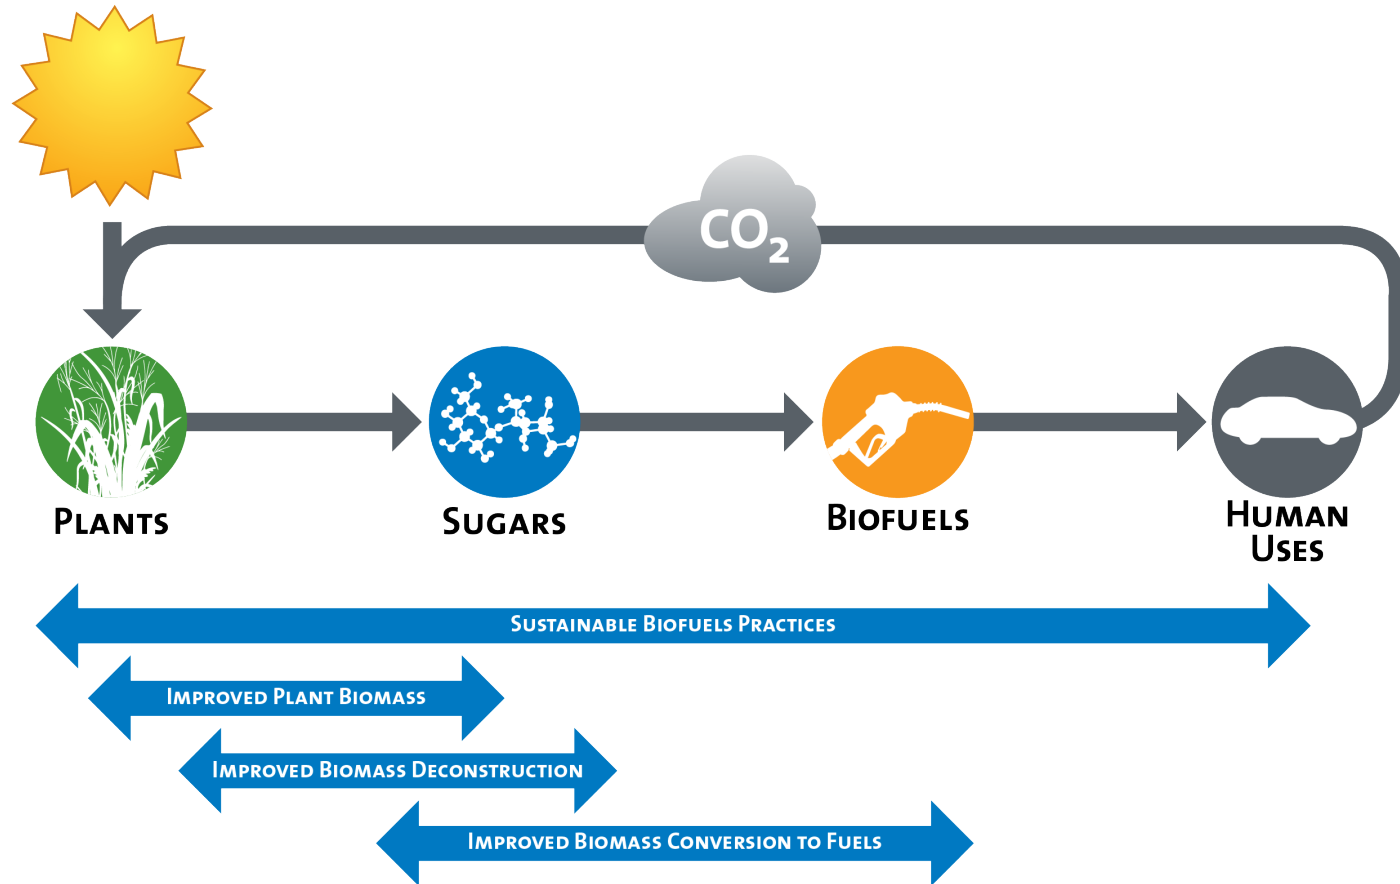 CO₂
PLANTS
SUGARS
BIOFUELS
HUMAN
USES
SUSTAINABLE BIOFUELS PRACTICES
IMPROVED PLANT BIOMASS
IMPROVED BIOMASS DECONSTRUCTION
IMPROVED BIOMASS CONVERSION TO FUELS